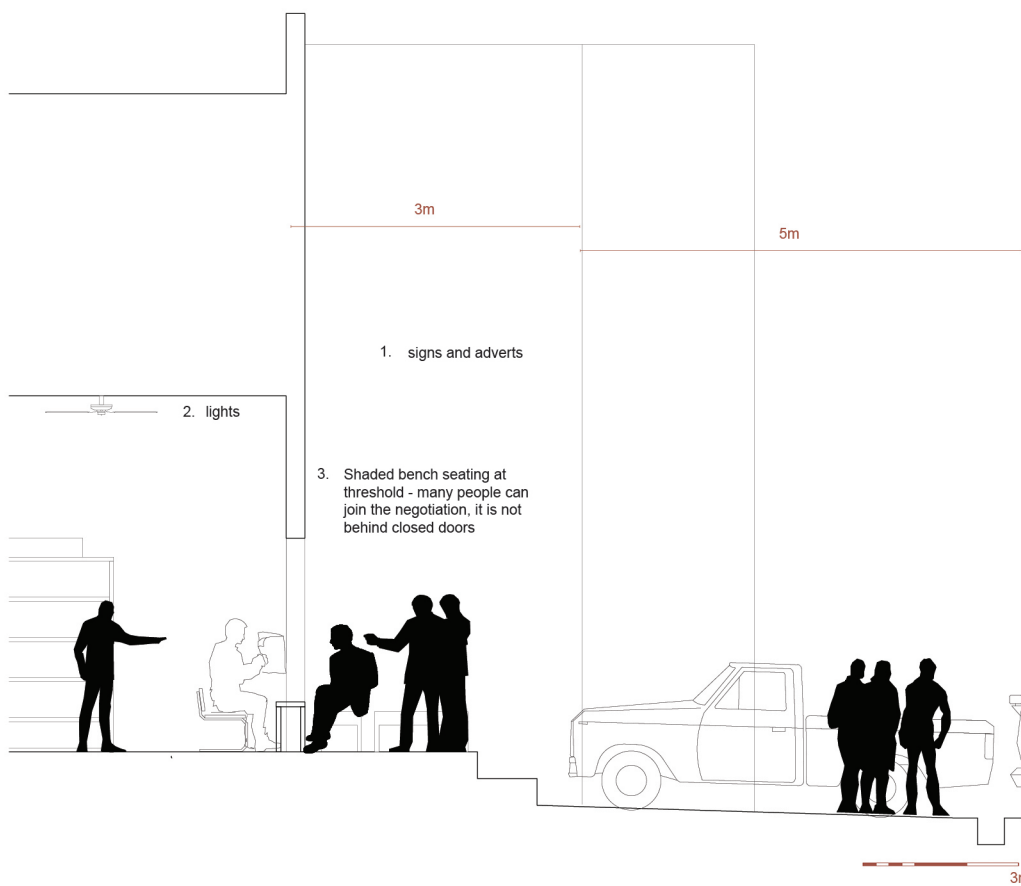 3m
5m
1. signs and adverts
2. lights
3. Shaded bench seating at
threshold - many people can
join the negotiation, it is not
behind closed doors